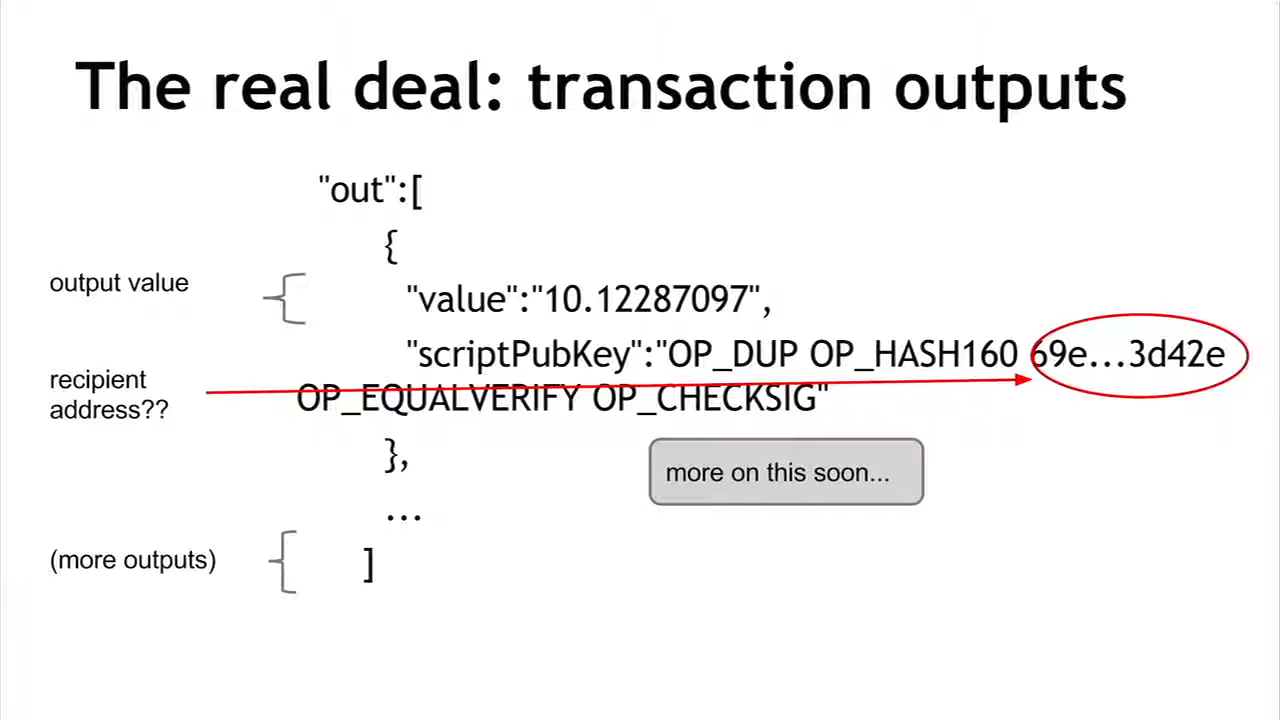 The real deal: transaction outputs
"out":[
{
output value
"value":"10.12287097",
"scriptPubKey":"OP_DUP OP_HASH160 69e...3d42e
recipient
address??
OP_EQUALVERIFY OP_CHECKSIG"
},
more on this soon...
...
(more outputs)
]